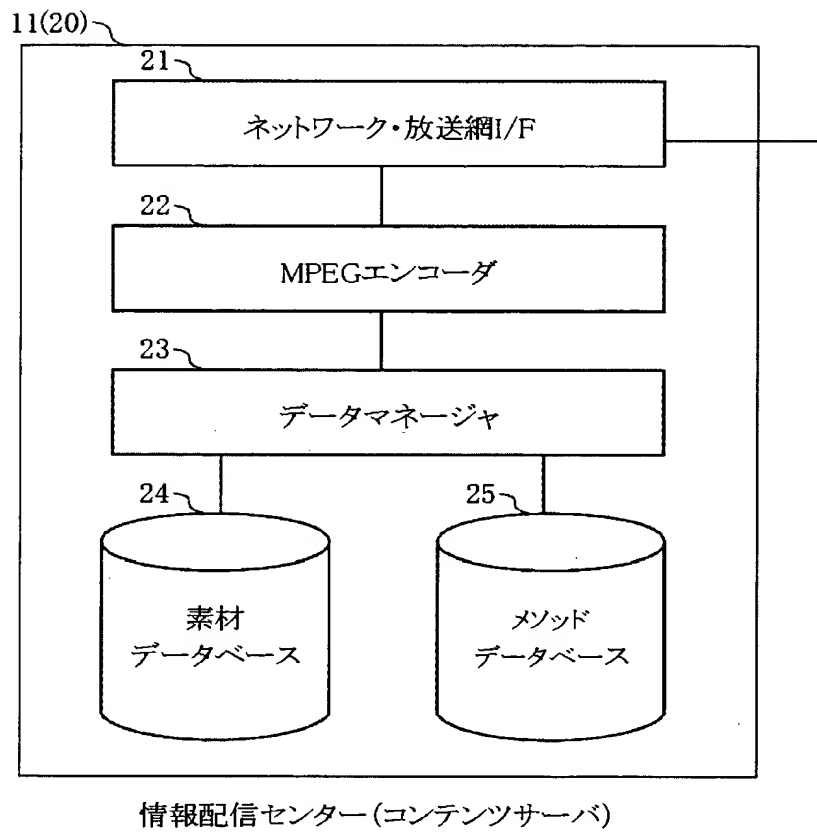 11(20)
21
ネットワーク・放送網I/F
22
MPEGエンコーダ
23
データマネージャ
24
25
素材
データベース
メソッド
データベース
情報配信センター(コンテンツサーバ)